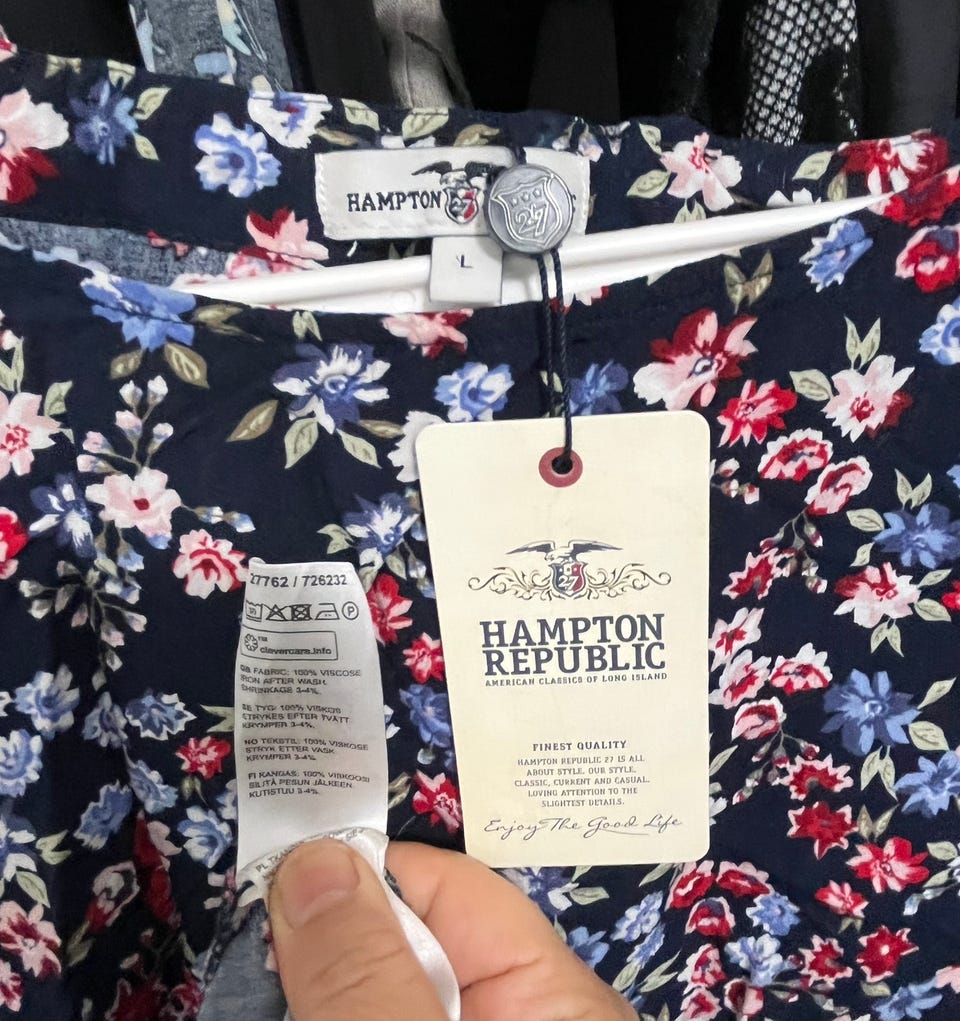 HAMPTON
27
27
L
27
HAMPTON
REPUBLIC
AMERICAN CLASSICS OF LONG ISLAND
FINEST QUALITY
HAMPTON REPUBLIC 27 IS ALL
ABOUT STYLE. OUR STYLE.
CLASSIC, CURRENT AND CASUAL.
LOVING ATTENTION TO THE
SLIGHTEST DETAILS.
Enjoy The Good Life
27762 / 726232
P
TM
clevercare.info
GB FABRIC: 100% VISCOSE
IRON AFTER WASH.
SHRINKAGE 3-4%.
SE TYG: 100% VISKOS
STRYKES EFTER TVÄTT
KRYMPER 3-4%.
NO TEKSTIL: 100% VISKOSE
STRYK ETTER VASK
KRYMPER 3-4%.
FI KANGAS: 100% VISKOOSI
SILITÄ PESUN JÄLKEEN
KUTISTUU 3-4%.